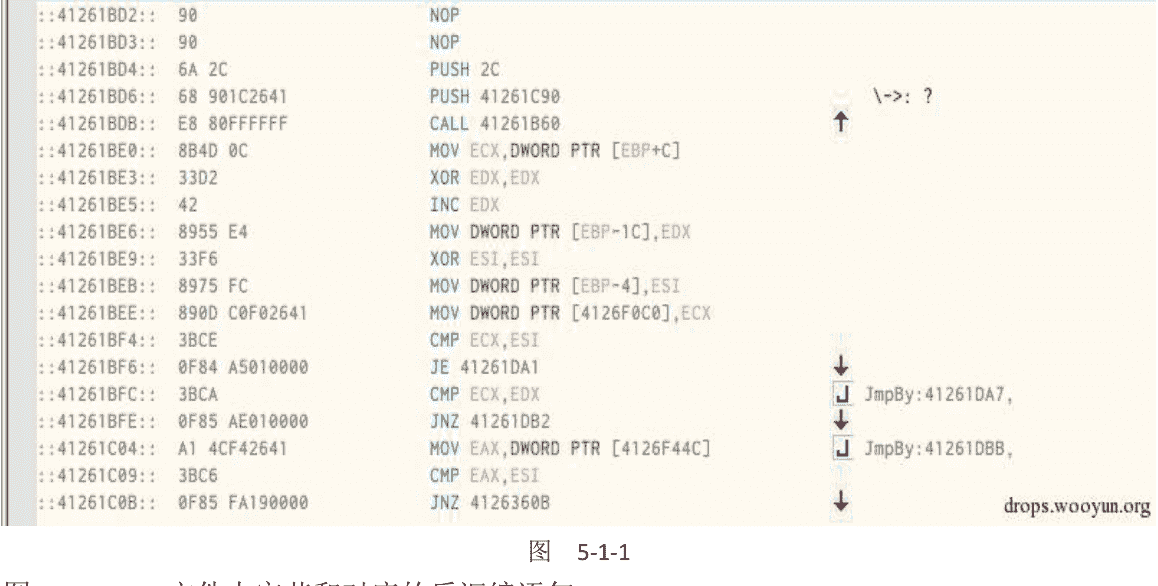 ::41261BD2:: 90 NOP
::41261BD3:: 90 NOP
::41261BD4:: 6A 2C PUSH 2C
::41261BD6:: 68 901C2641 PUSH 41261C90 \->: ?
::41261BDB:: E8 80FFFFFF CALL 41261B60
::41261BE0:: 8B4D 0C MOV ECX,DWORD PTR [EBP+C]
::41261BE3:: 33D2 XOR EDX,EDX
::41261BE5:: 42 INC EDX
::41261BE6:: 8955 E4 MOV DWORD PTR [EBP-1C],EDX
::41261BE9:: 33F6 XOR ESI,ESI
::41261BEB:: 8975 FC MOV DWORD PTR [EBP-4],ESI
::41261BEE:: 890D C0F02641 MOV DWORD PTR [4126F0C0],ECX
::41261BF4:: 3BCE CMP ECX,ESI
::41261BF6:: 0F84 A5010000 JE 41261DA1
::41261BFC:: 3BCA CMP ECX,EDX JmpBy:41261DA7,
::41261BFE:: 0F85 AE010000 JNZ 41261DB2
::41261C04:: A1 4CF42641 MOV EAX,DWORD PTR [4126F44C] JmpBy:41261DBB,
::41261C09:: 3BC6 CMP EAX,ESI
::41261C0B:: 0F85 FA190000 JNZ 4126360B
drops.wooyun.org
图 5-1-1